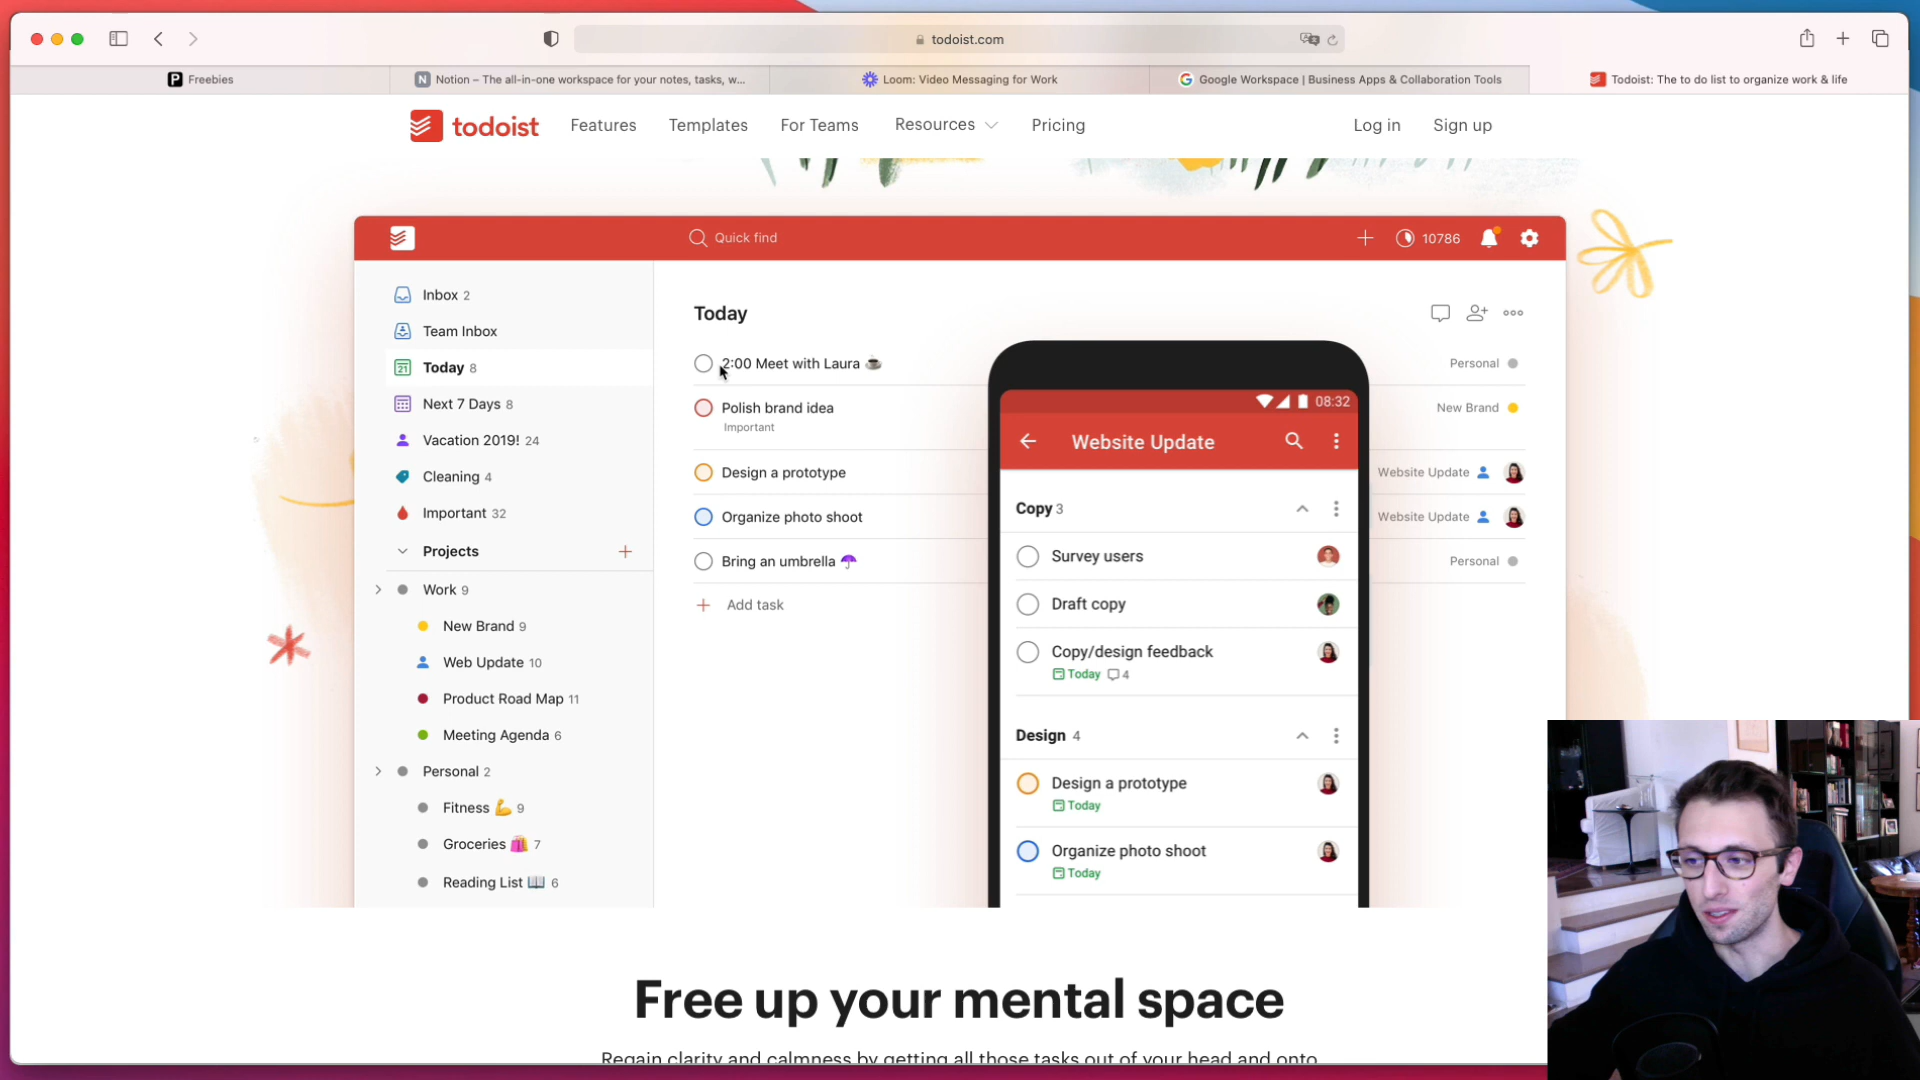 todoist.com
Freebies
Notion – The all-in-one workspace for your notes, tasks, w...
Loom: Video Messaging for Work
Google Workspace | Business Apps & Collaboration Tools
Todoist: The to do list to organize work & life
todoist
Features
Templates
For Teams
Resources
Pricing
Log in
Sign up
Quick find
10786
Inbox 2
Team Inbox
21
Today 8
Next 7 Days 8
Vacation 2019! 24
Cleaning 4
Important 32
Projects
Work 9
New Brand 9
Web Update 10
Product Road Map 11
Meeting Agenda 6
Personal 2
Fitness 💪 9
Groceries 🛍️ 7
Reading List 📖 6
Today
2:00 Meet with Laura ☕
Personal
Polish brand idea
Important
New Brand
Design a prototype
Website Update
Organize photo shoot
Website Update
Bring an umbrella ☂️
Personal
Add task
08:32
Website Update
Copy 3
Survey users
Draft copy
Copy/design feedback
Today 4
Design 4
Design a prototype
Today
Organize photo shoot
Today
Free up your mental space
Regain clarity and calmness by getting all those tasks out of your head and onto